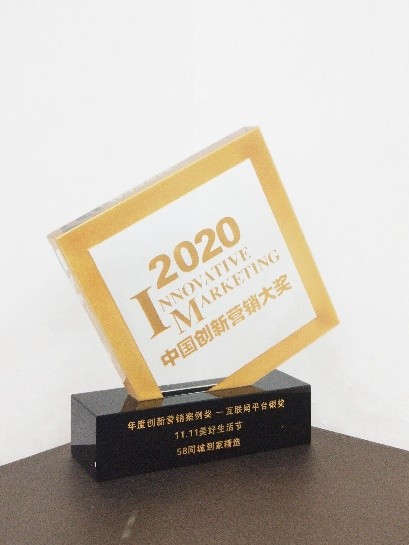 2020
INNOVATIVE
MARKETING
中国创新营销大奖
年度创新营销案例奖 — 互联网平台铜奖
11.11美好生活节
58同城到家精选